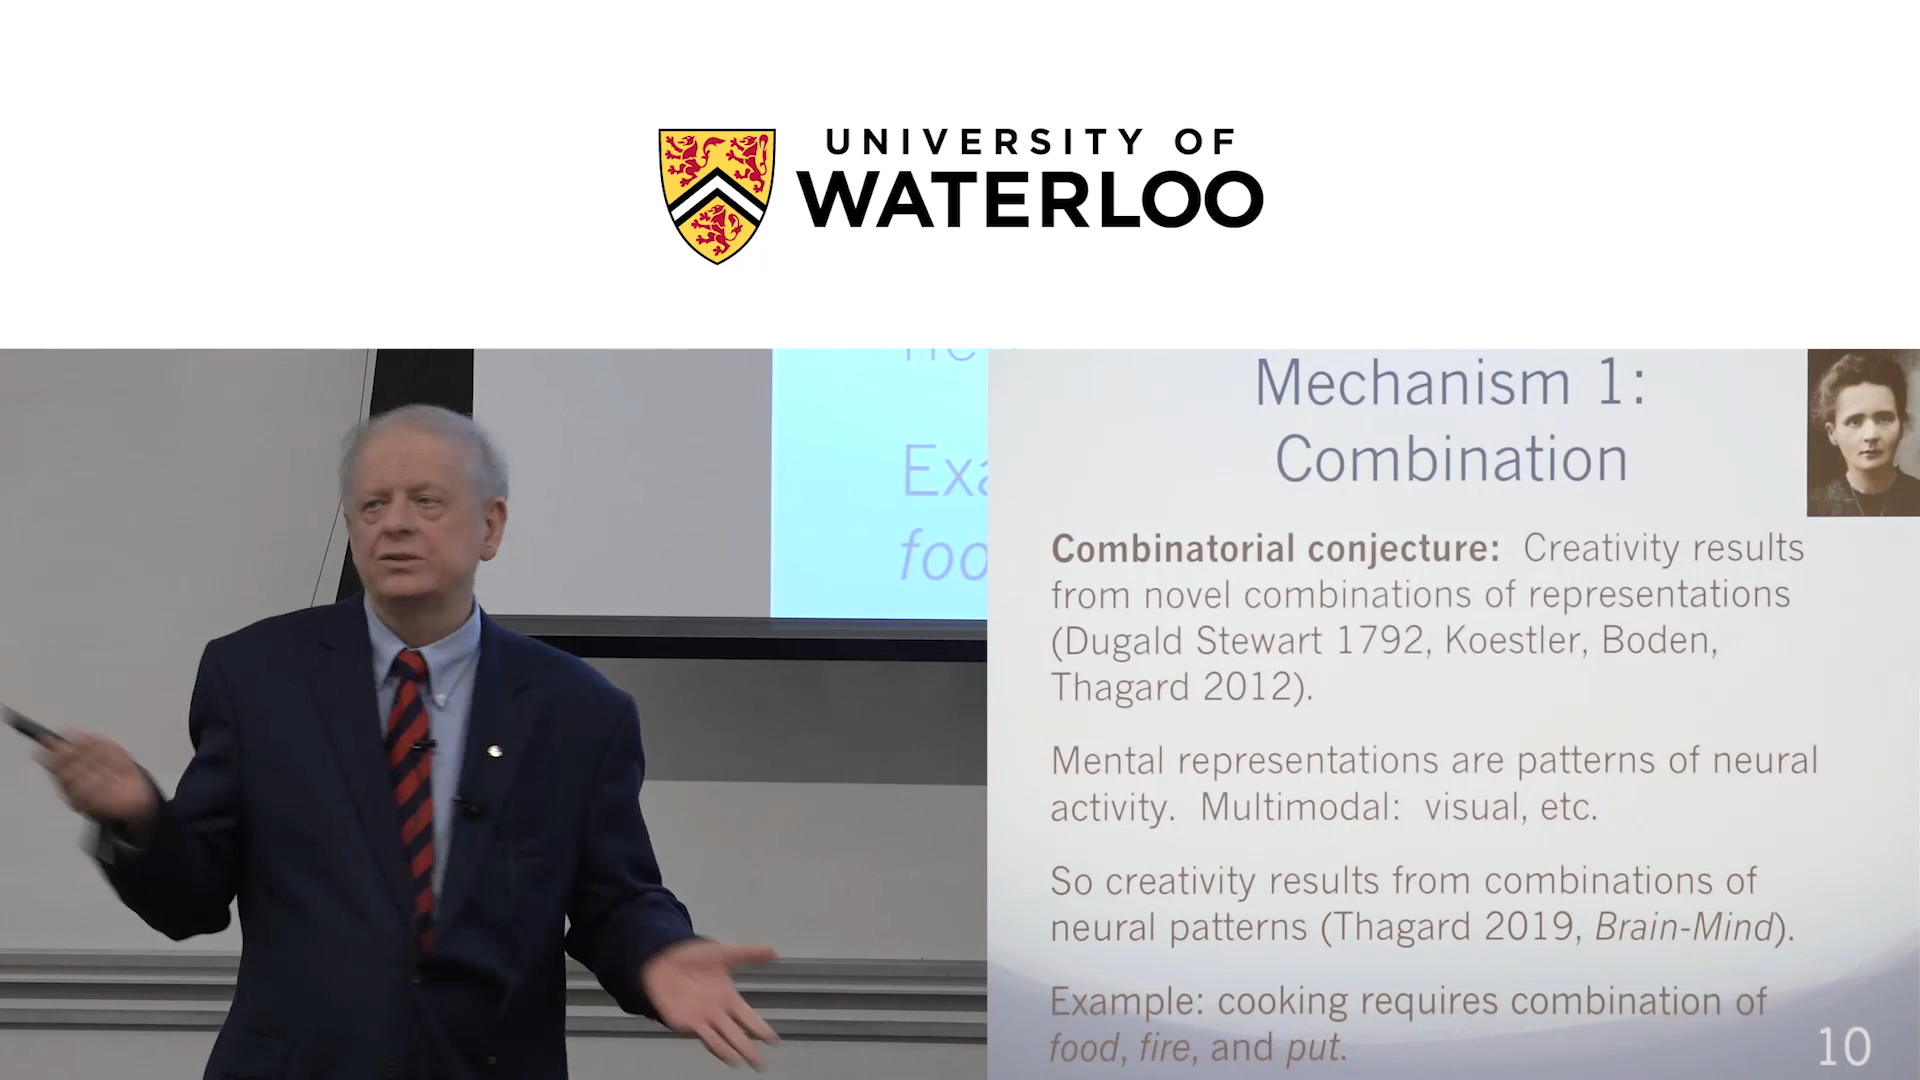 UNIVERSITY OF
WATERLOO
Exa
foo
Mechanism 1:
Combination
Combinatorial conjecture: Creativity results
from novel combinations of representations
(Dugald Stewart 1792, Koestler, Boden,
Thagard 2012).
Mental representations are patterns of neural
activity. Multimodal: visual, etc.
So creativity results from combinations of
neural patterns (Thagard 2019, Brain-Mind).
Example: cooking requires combination of
food, fire, and put.
10